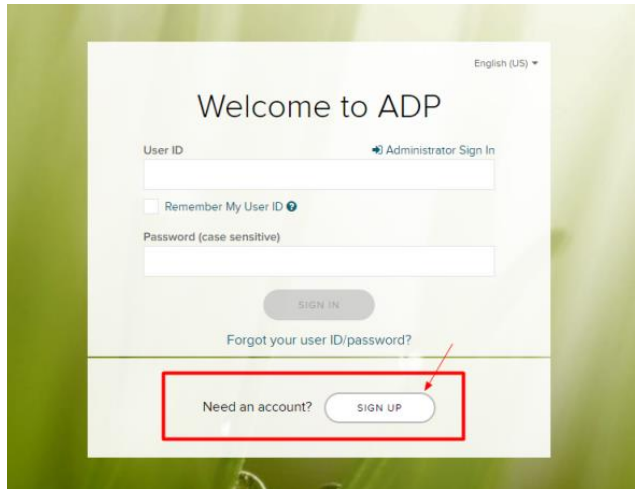 English (US)
Welcome to ADP
User ID
Administrator Sign In
Remember My User ID
Password (case sensitive)
SIGN IN
Forgot your user ID/password?
Need an account?
SIGN UP